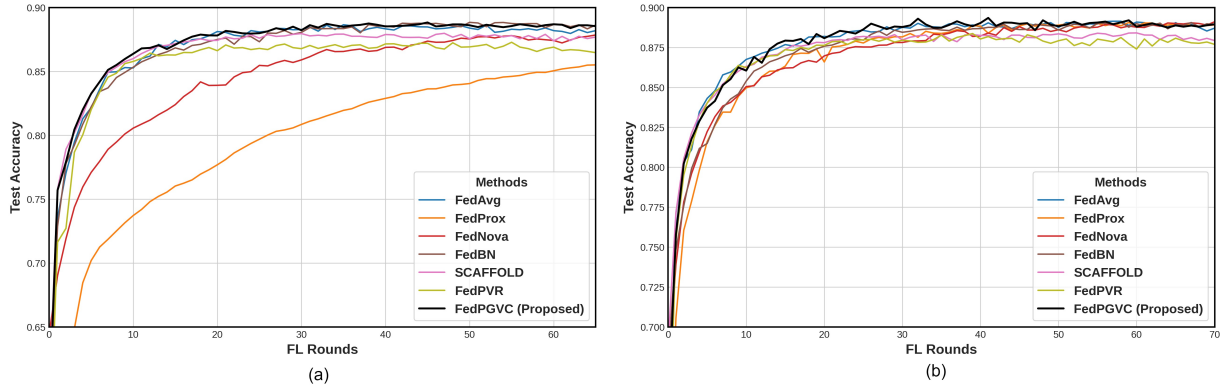 0.90
0.85
0.80
0.75
0.70
0.65
Test Accuracy
0 10 20 30 40 50 60
FL Rounds
Methods
FedAvg
FedProx
FedNova
FedBN
SCAFFOLD
FedPVR
FedPGVC (Proposed)
(a)
0.900
0.875
0.850
0.825
0.800
0.775
0.750
0.725
0.700
Test Accuracy
0 10 20 30 40 50 60 70
FL Rounds
Methods
FedAvg
FedProx
FedNova
FedBN
SCAFFOLD
FedPVR
FedPGVC (Proposed)
(b)